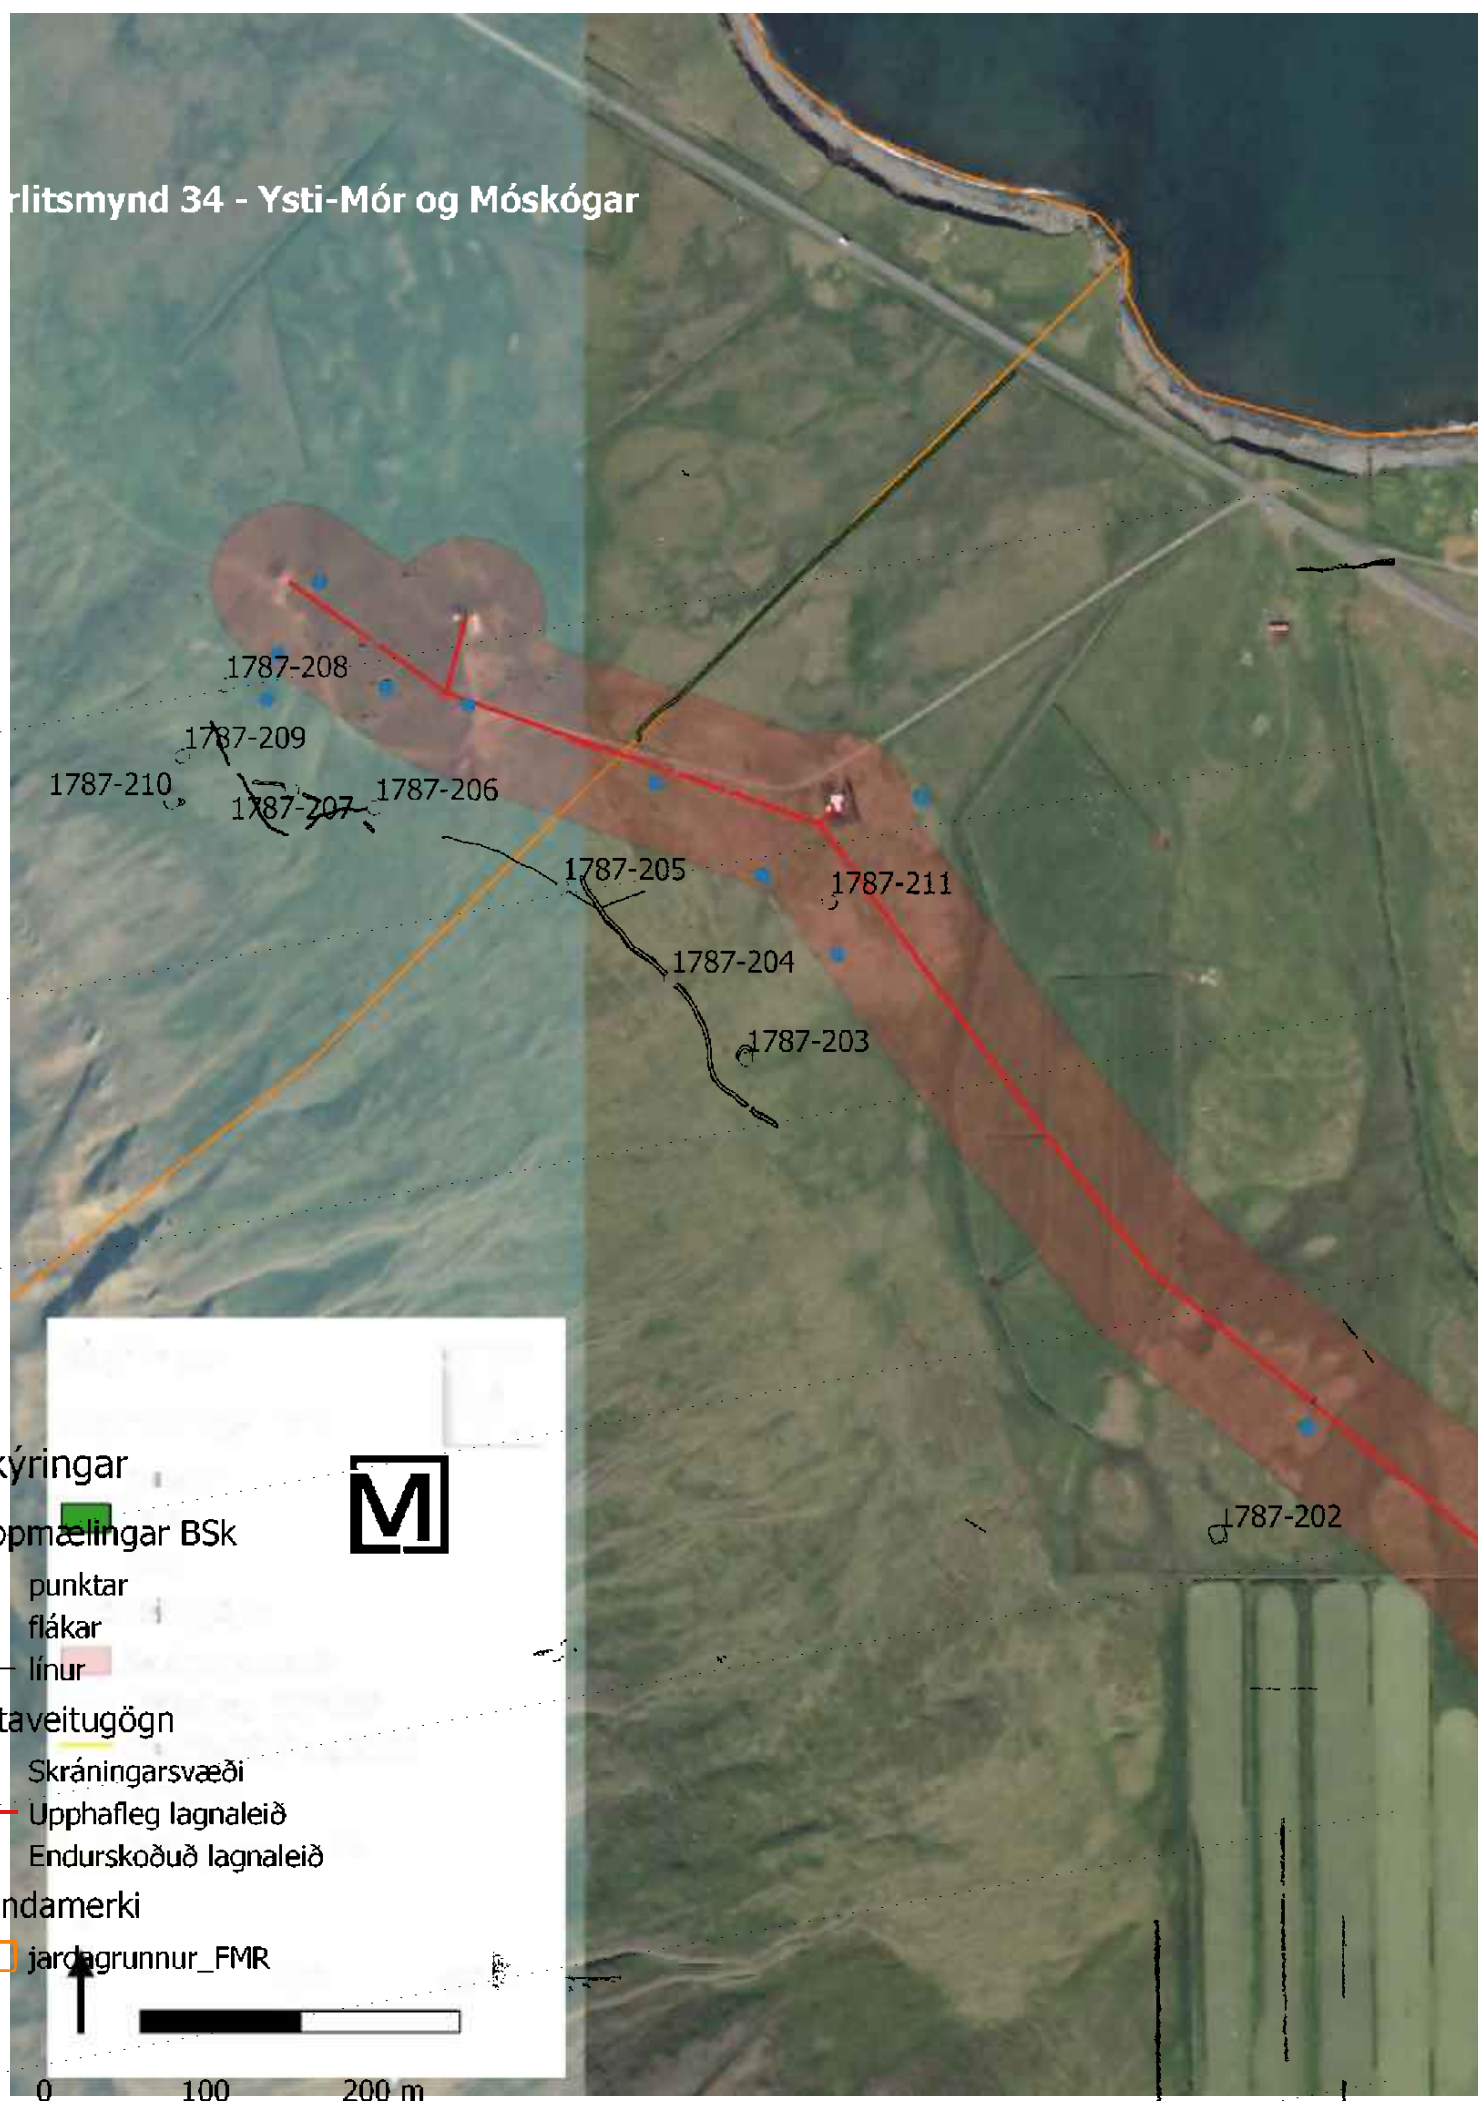 rlitsmynd 34 - Ysti-Mór og Móskógar
1787-208
1787-209
1787-210
1787-207
1787-206
1787-205
1787-211
1787-204
1787-203
1787-202
kýringar
M
opmælingar BSk
punktar
flákar
línur
taveitugögn
Skráningarsvæði
Upphafleg lagnaleið
Endurskoðuð lagnaleið
ndamerki
jardagrunnur_FMR
0 100 200 m